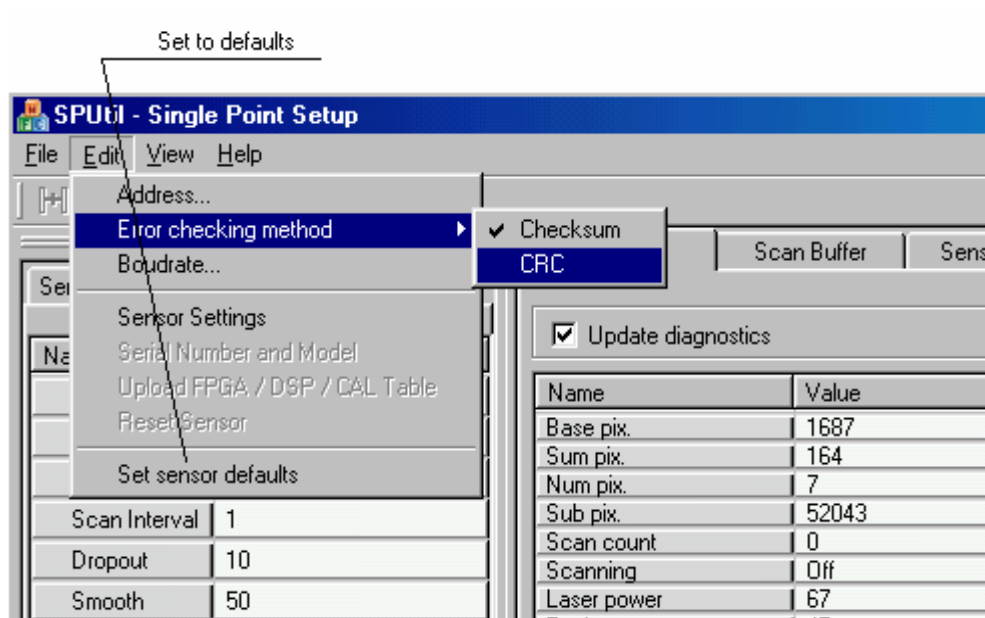 Set to defaults
SPUtil - Single Point Setup
File Edit View Help
Address...
Error checking method
Checksum
Boudrate...
CRC
Scan Buffer
Sens
Ser
Sensor Settings
Update diagnostics
Na
Serial Number and Model
Upload FPGA / DSP / CAL Table
Reset Sensor
Set sensor defaults
Name Value
Base pix. 1687
Sum pix. 164
Num pix. 7
Sub pix. 52043
Scan count 0
Scanning Off
Laser power 67
Scan Interval 1
Dropout 10
Smooth 50